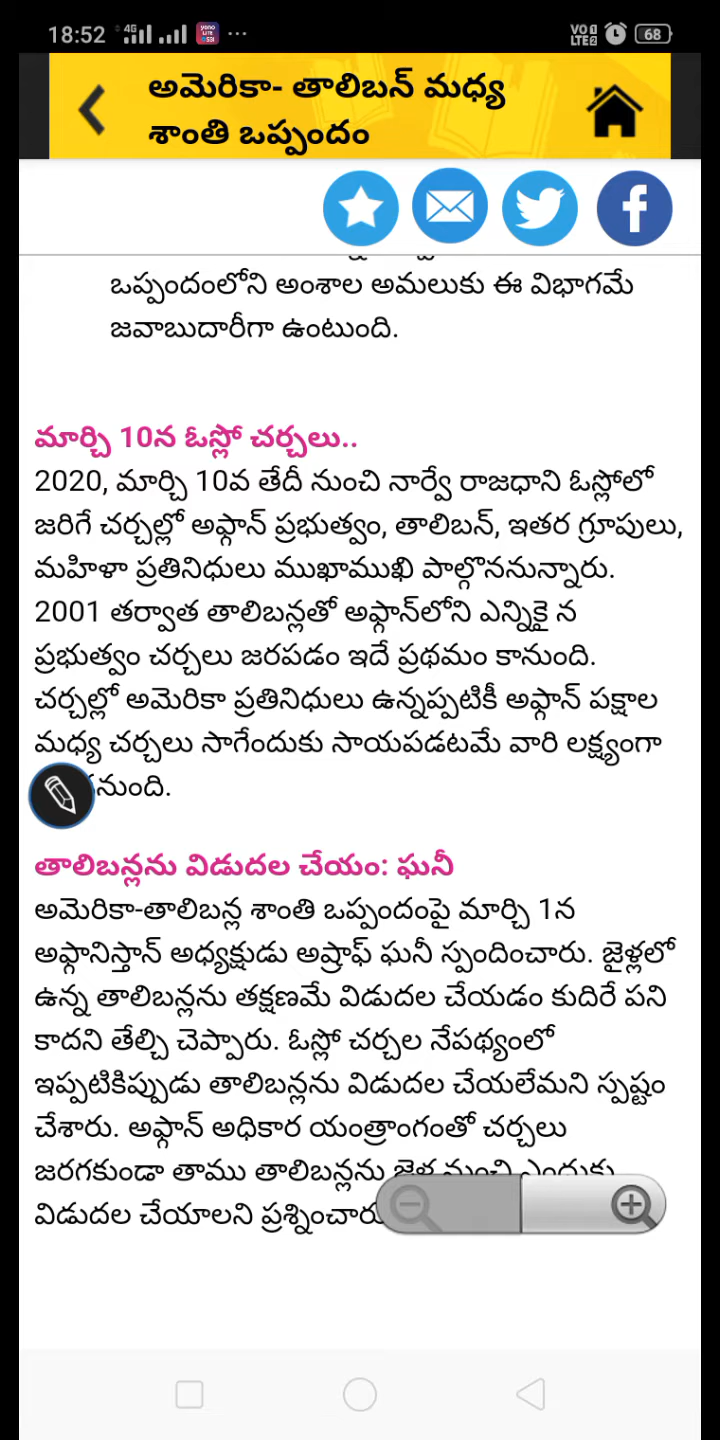 18:52 4G ...
VO LTE2 68
అమెరికా- తాలిబన్ మధ్య
శాంతి ఒప్పందం
ఒప్పందంలోని అంశాల అమలుకు ఈ విభాగమే
జవాబుదారీగా ఉంటుంది.
మార్చి 10న ఓస్లో చర్చలు..
2020, మార్చి 10వ తేదీ నుంచి నార్వే రాజధాని ఓస్లోలో
జరిగే చర్చల్లో అఫ్గాన్ ప్రభుత్వం, తాలిబన్, ఇతర గ్రూపులు,
మహిళా ప్రతినిధులు ముఖాముఖి పాల్గొననున్నారు.
2001 తర్వాత తాలిబన్లతో అఫ్గాన్‌లోని ఎన్నికై న
ప్రభుత్వం చర్చలు జరపడం ఇదే ప్రథమం కానుంది.
చర్చల్లో అమెరికా ప్రతినిధులు ఉన్నప్పటికీ అఫ్గాన్ పక్షాల
మధ్య చర్చలు సాగేందుకు సాయపడటమే వారి లక్ష్యంగా
నుంది.
తాలిబన్లను విడుదల చేయం: ఘనీ
అమెరికా-తాలిబన్ల శాంతి ఒప్పందంపై మార్చి 1న
అఫ్గానిస్తాన్ అధ్యక్షుడు అష్రాఫ్ ఘనీ స్పందించారు. జైళ్లలో
ఉన్న తాలిబన్లను తక్షణమే విడుదల చేయడం కుదిరే పని
కాదని తేల్చి చెప్పారు. ఓస్లో చర్చల నేపథ్యంలో
ఇప్పటికిప్పుడు తాలిబన్లను విడుదల చేయలేమని స్పష్టం
చేశారు. అఫ్గాన్ అధికార యంత్రాంగంతో చర్చలు
జరగకుండా తాము తాలిబన్లను జైళ్ల నుంచి ఎందుకు
విడుదల చేయాలని ప్రశ్నించారు